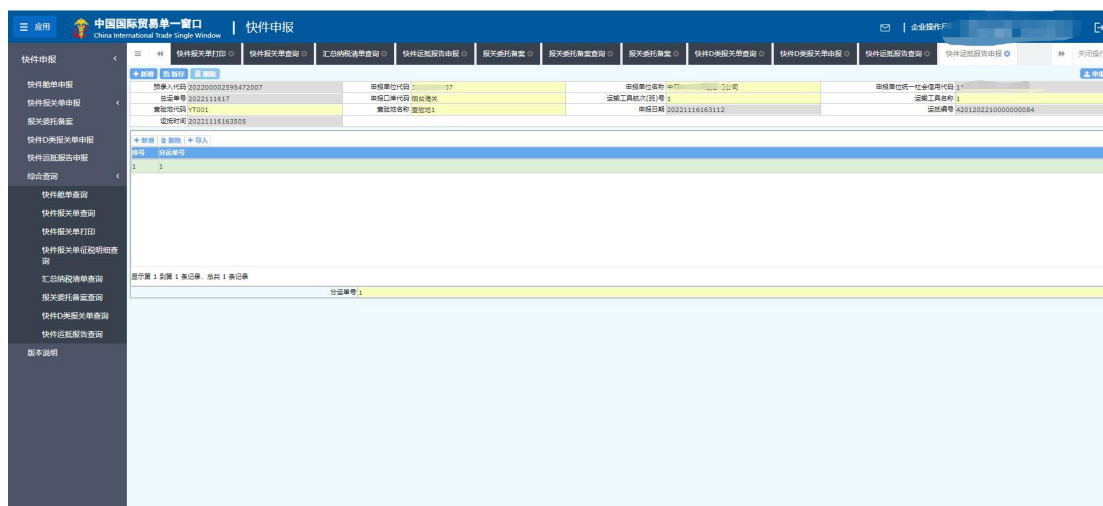 应用
中国国际贸易单一窗口
China International Trade Single Window
快件申报
企业操作
快件申报
快件报关单打印
快件报关单查询
汇总纳税清单查询
快件运抵报告申报
报关委托备案
报关委托备案查询
报关委托备案
快件D类报关单查询
快件D类报关单申报
快件运抵报告查询
快件运抵报告申报
关闭操作
+ 新增 暂存 删除
申报
预录入代码 202200002595472007
申报单位代码
申报单位名称 公司
申报单位统一社会信用代码
总运单号 2022111617
申报口岸代码 烟台海关
运输工具航次(班)号 1
运输工具名称 1
查验场代码 YT001
查验场名称 查验场1
申报日期 20221116163112
运抵编号 4201202210000000084
运抵时间 20221116163505
+ 新增 删除 + 导入
序号 分运单号
1 1
显示第 1 到第 1 条记录，总共 1 条记录
分运单号 1
快件舱单申报
快件报关单申报
报关委托备案
快件D类报关单申报
快件运抵报告申报
综合查询
快件舱单查询
快件报关单查询
快件报关单打印
快件报关单征税明细查
询
汇总纳税清单查询
报关委托备案查询
快件D类报关单查询
快件运抵报告查询
版本说明